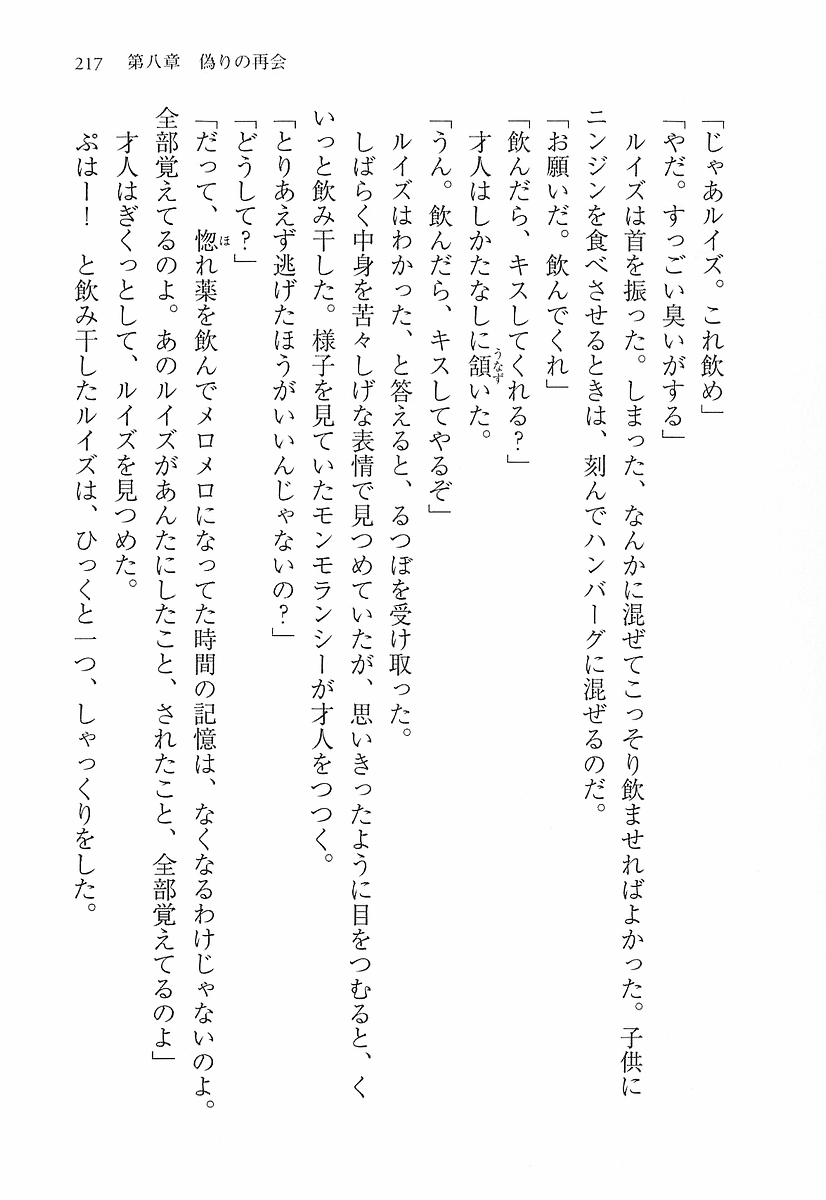 217　第八章　偽りの再会
「じゃあルイズ。これ飲め」
「やだ。すっごい臭いがする」
　ルイズは首を振った。しまった、なんかに混ぜてこっそり飲ませればよかった。子供に
ニンジンを食べさせるときは、刻んでハンバーグに混ぜるのだ。
「お願いだ。飲んでくれ」
「飲んだら、キスしてくれる？」
　才人はしかたなしに頷いた。
「うん。飲んだら、キスしてやるぞ」
　ルイズはわかった、と答えると、るつぼを受け取った。
　しばらく中身を苦々しげな表情で見つめていたが、思いきったように目をつむると、く
いっと飲み干した。様子を見ていたモンモランシーが才人をつつく。
「とりあえず逃げたほうがいいんじゃないの？」
「どうして？」
「だって、惚れ薬を飲んでメロメロになってた時間の記憶は、なくなるわけじゃないのよ。
全部覚えてるのよ。あのルイズがあんたにしたこと、されたこと、全部覚えてるのよ」
　才人はぎくっとして、ルイズを見つめた。
　ぷはー！　と飲み干したルイズは、ひっくと一つ、しゃっくりをした。